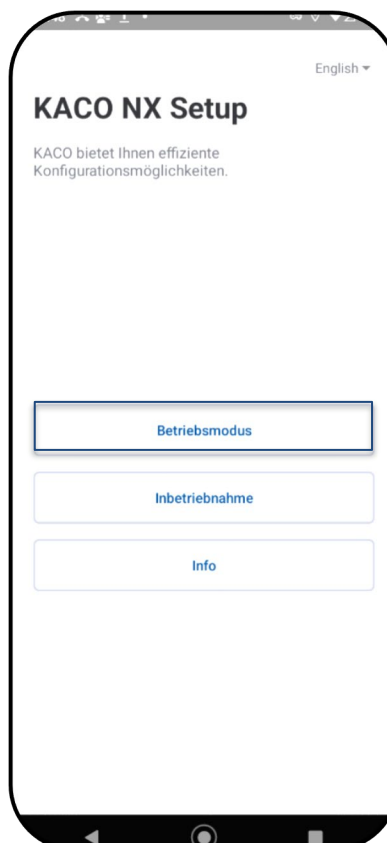 English
KACO NX Setup
KACO bietet Ihnen effiziente
Konfigurationsmöglichkeiten.
Betriebsmodus
Inbetriebnahme
Info